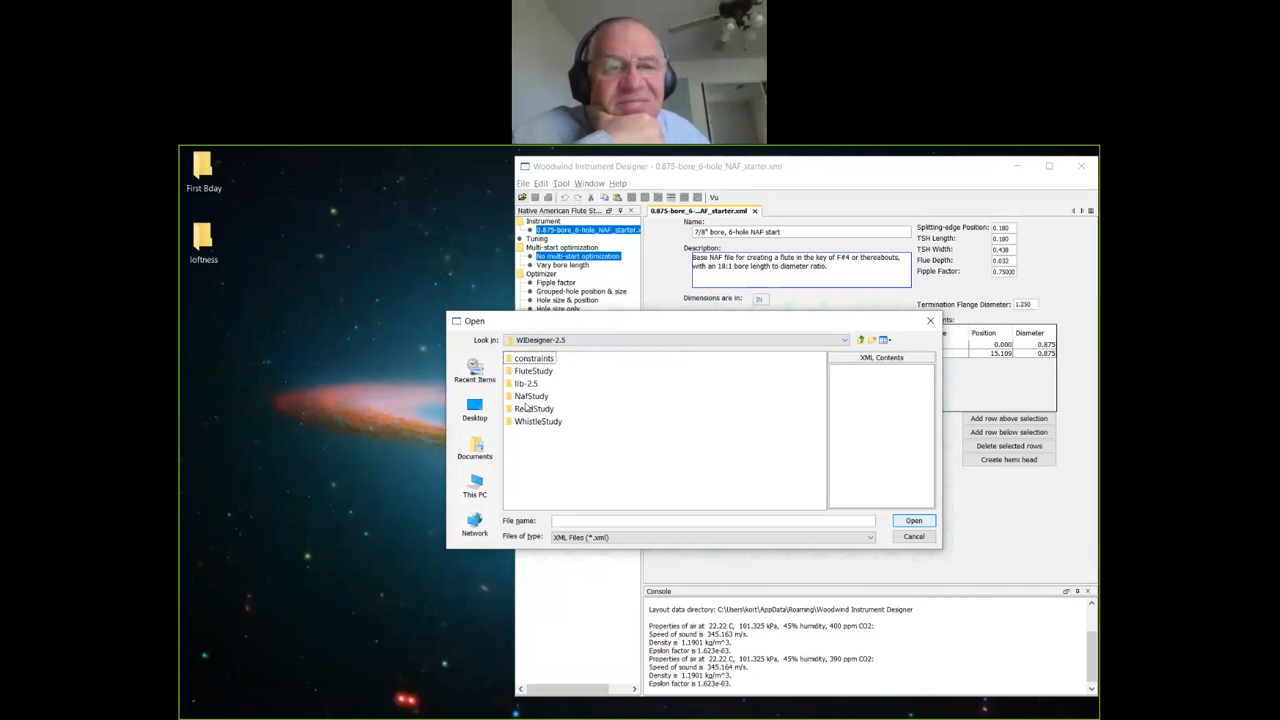 First Bday
loftness
Woodwind Instrument Designer - 0.875-bore_6-hole_NAF_starter.xml
File Edit Tool Window Help
Vu
Native American Flute St...
Instrument
0.875-bore_6-hole_NAF_starter.x
Tuning
Multi-start optimization
No multi-start optimization
Vary bore length
Optimizer
Fipple factor
Grouped-hole position & size
Hole size & position
Hole size only
0.875-bore_6-...AF_starter.xml
Name:
7/8" bore, 6-hole NAF start
Description:
Base NAF file for creating a flute in the key of F#4 or thereabouts,
with an 18:1 bore length to diameter ratio.
Dimensions are in: IN
Splitting-edge Position: 0.180
TSH Length: 0.180
TSH Width: 0.438
Flue Depth: 0.032
Fipple Factor: 0.75000
Termination Flange Diameter: 1.250
Position Diameter
0.000 0.875
15.109 0.875
Add row above selection
Add row below selection
Delete selected rows
Create hemi head
Open
Look in: WIDesigner-2.5
Recent Items
Desktop
Documents
This PC
Network
constraints
FluteStudy
lib-2.5
NafStudy
ReedStudy
WhistleStudy
XML Contents
File name:
Open
Files of type: XML Files (*.xml)
Cancel
Console
Layout data directory: C:\Users\kort\AppData\Roaming\Woodwind Instrument Designer
Properties of air at 22.22 C, 101.325 kPa, 45% humidity, 400 ppm CO2:
Speed of sound is 345.163 m/s.
Density is 1.1901 kg/m^3.
Epsilon factor is 1.623e-03.
Properties of air at 22.22 C, 101.325 kPa, 45% humidity, 390 ppm CO2:
Speed of sound is 345.164 m/s.
Density is 1.1901 kg/m^3.
Epsilon factor is 1.623e-03.